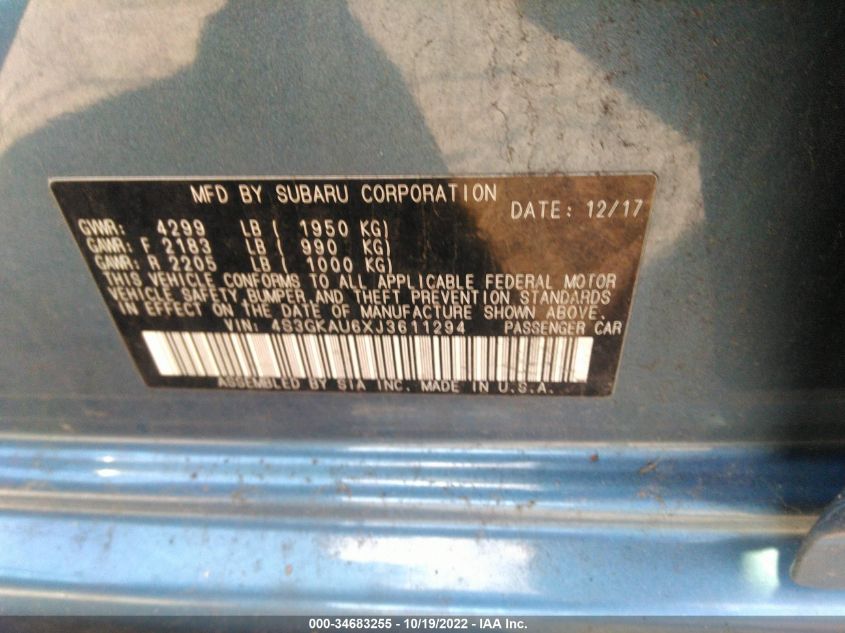 MFD BY SUBARU CORPORATION
DATE: 12/17
GVWR: 4299 LB ( 1950 KG)
GAWR: F 2183 LB ( 990 KG)
GAWR: R 2205 LB ( 1000 KG)
THIS VEHICLE CONFORMS TO ALL APPLICABLE FEDERAL MOTOR
VEHICLE SAFETY, BUMPER, AND THEFT PREVENTION STANDARDS
IN EFFECT ON THE DATE OF MANUFACTURE SHOWN ABOVE.
VIN: 4S3GKAU6XJ3611294 PASSENGER CAR
ASSEMBLED BY SIA INC. MADE IN U.S.A.
000-34683255 - 10/19/2022 - IAA Inc.